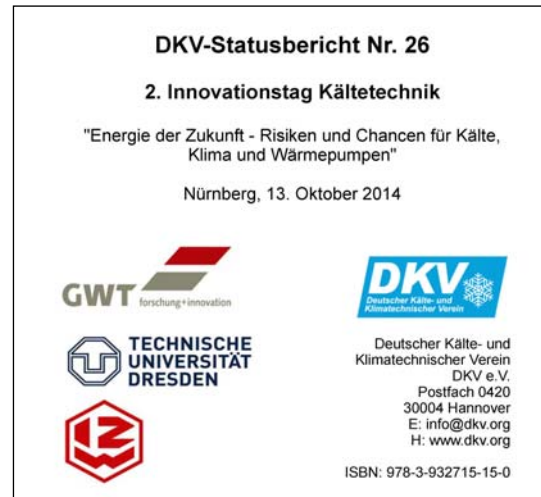 DKV-Statusbericht Nr. 26
2. Innovationstag Kältetechnik
"Energie der Zukunft - Risiken und Chancen für Kälte,
Klima und Wärmepumpen"
Nürnberg, 13. Oktober 2014
GWT
forschung+innovation
TECHNISCHE
UNIVERSITÄT
DRESDEN
DKV
Deutscher Kälte- und
Klimatechnischer Verein
Deutscher Kälte- und
Klimatechnischer Verein
DKV e.V.
Postfach 0420
30004 Hannover
E: info@dkv.org
H: www.dkv.org
ISBN: 978-3-932715-15-0